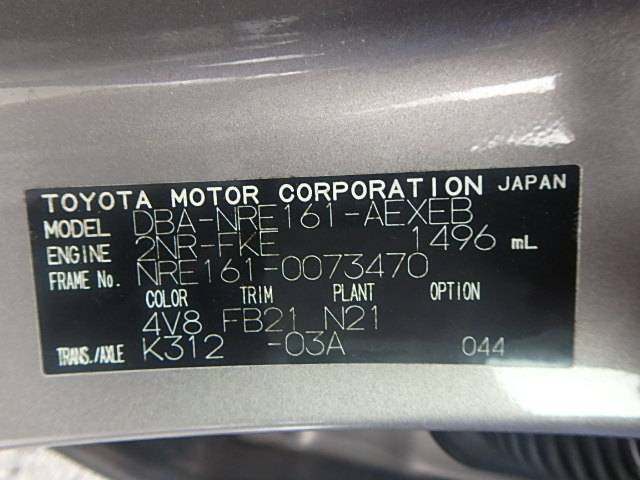 TOYOTA MOTOR CORPORATION JAPAN
MODEL DBA-NRE161-AEXEB
ENGINE 2NR-FKE 1496 mL
FRAME No. NRE161-0073470
COLOR TRIM PLANT OPTION
4V8 FB21 N21
TRANS./AXLE K312 -03A 044